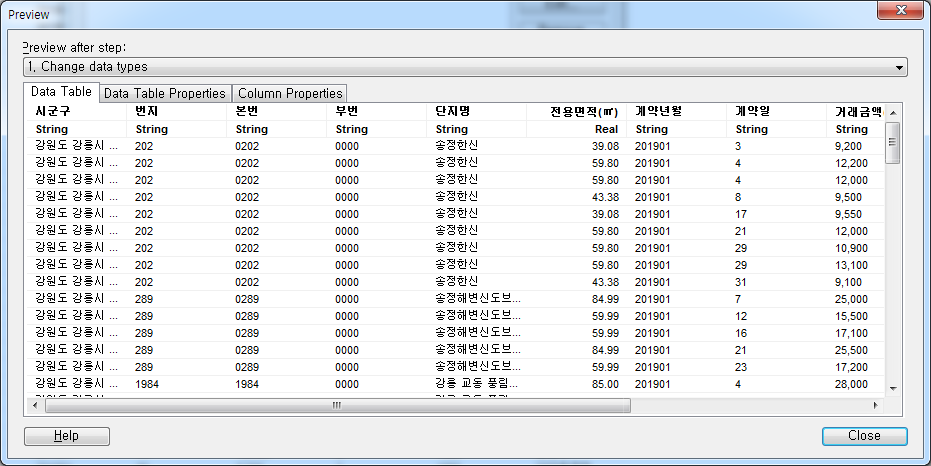 Preview
Preview after step:
1. Change data types
Data Table Data Table Properties Column Properties
시군구 번지 본번 부번 단지명 전용면적(㎡) 계약년월 계약일 거래금액
String String String String String Real String String String
강원도 강릉시 ... 202 0202 0000 송정한신 39.08 201901 3 9,200
강원도 강릉시 ... 202 0202 0000 송정한신 59.80 201901 4 12,200
강원도 강릉시 ... 202 0202 0000 송정한신 59.80 201901 4 12,000
강원도 강릉시 ... 202 0202 0000 송정한신 43.38 201901 8 9,500
강원도 강릉시 ... 202 0202 0000 송정한신 39.08 201901 17 9,550
강원도 강릉시 ... 202 0202 0000 송정한신 59.80 201901 21 12,000
강원도 강릉시 ... 202 0202 0000 송정한신 59.80 201901 29 10,900
강원도 강릉시 ... 202 0202 0000 송정한신 59.80 201901 29 13,100
강원도 강릉시 ... 202 0202 0000 송정한신 43.38 201901 31 9,100
강원도 강릉시 ... 289 0289 0000 송정해변신도브... 84.99 201901 7 25,000
강원도 강릉시 ... 289 0289 0000 송정해변신도브... 59.99 201901 12 15,500
강원도 강릉시 ... 289 0289 0000 송정해변신도브... 59.99 201901 16 17,100
강원도 강릉시 ... 289 0289 0000 송정해변신도브... 84.99 201901 21 25,500
강원도 강릉시 ... 289 0289 0000 송정해변신도브... 59.99 201901 23 17,200
강원도 강릉시 ... 1984 1984 0000 강릉 교동 풍림... 85.00 201901 4 28,000
Help Close